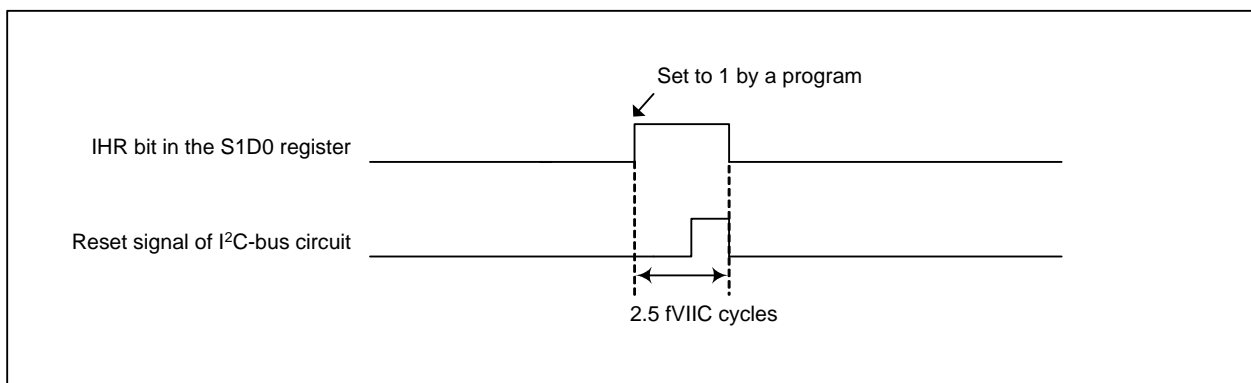 Set to 1 by a program
IHR bit in the S1D0 register
Reset signal of I²C-bus circuit
2.5 fVIIC cycles